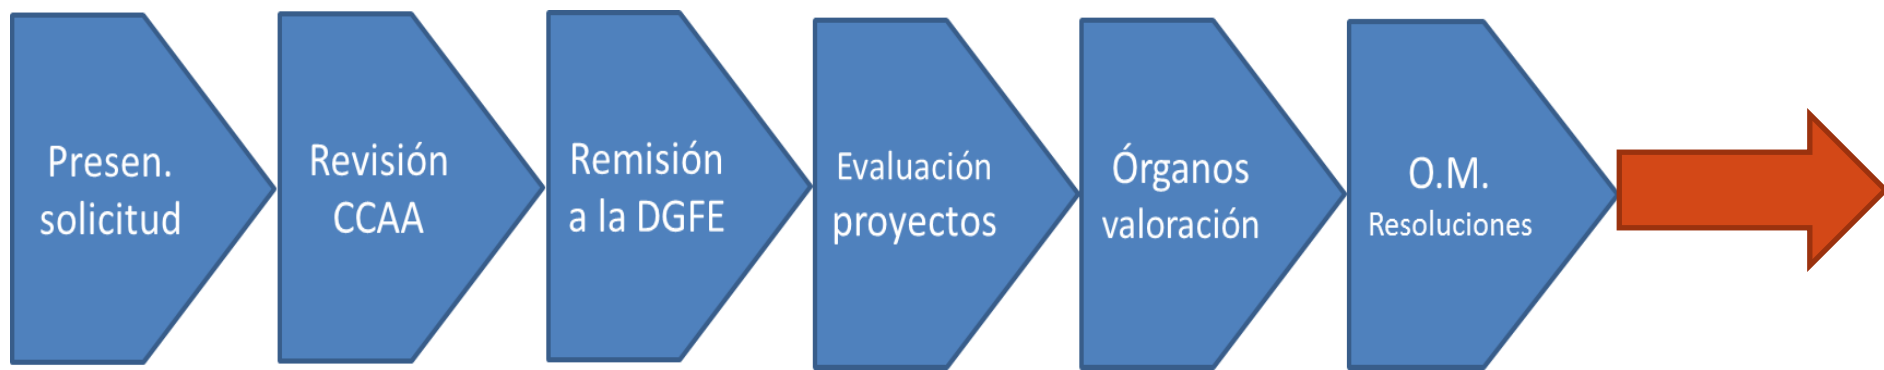 Presen.
solicitud
Revisión
CCAA
Remisión
a la DGFE
Evaluación
proyectos
Órganos
valoración
O.M.
Resoluciones